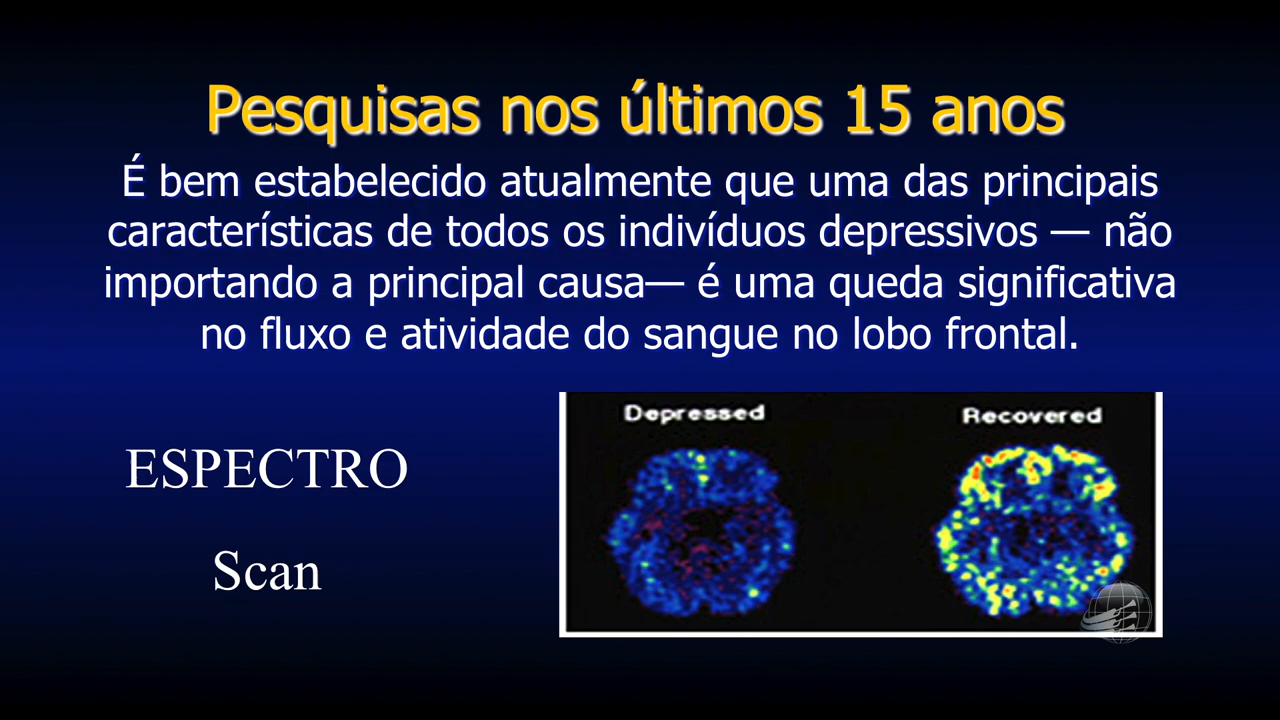 Pesquisas nos últimos 15 anos
É bem estabelecido atualmente que uma das principais
características de todos os indivíduos depressivos — não
importando a principal causa— é uma queda significativa
no fluxo e atividade do sangue no lobo frontal.
Depressed Recovered
ESPECTRO
Scan